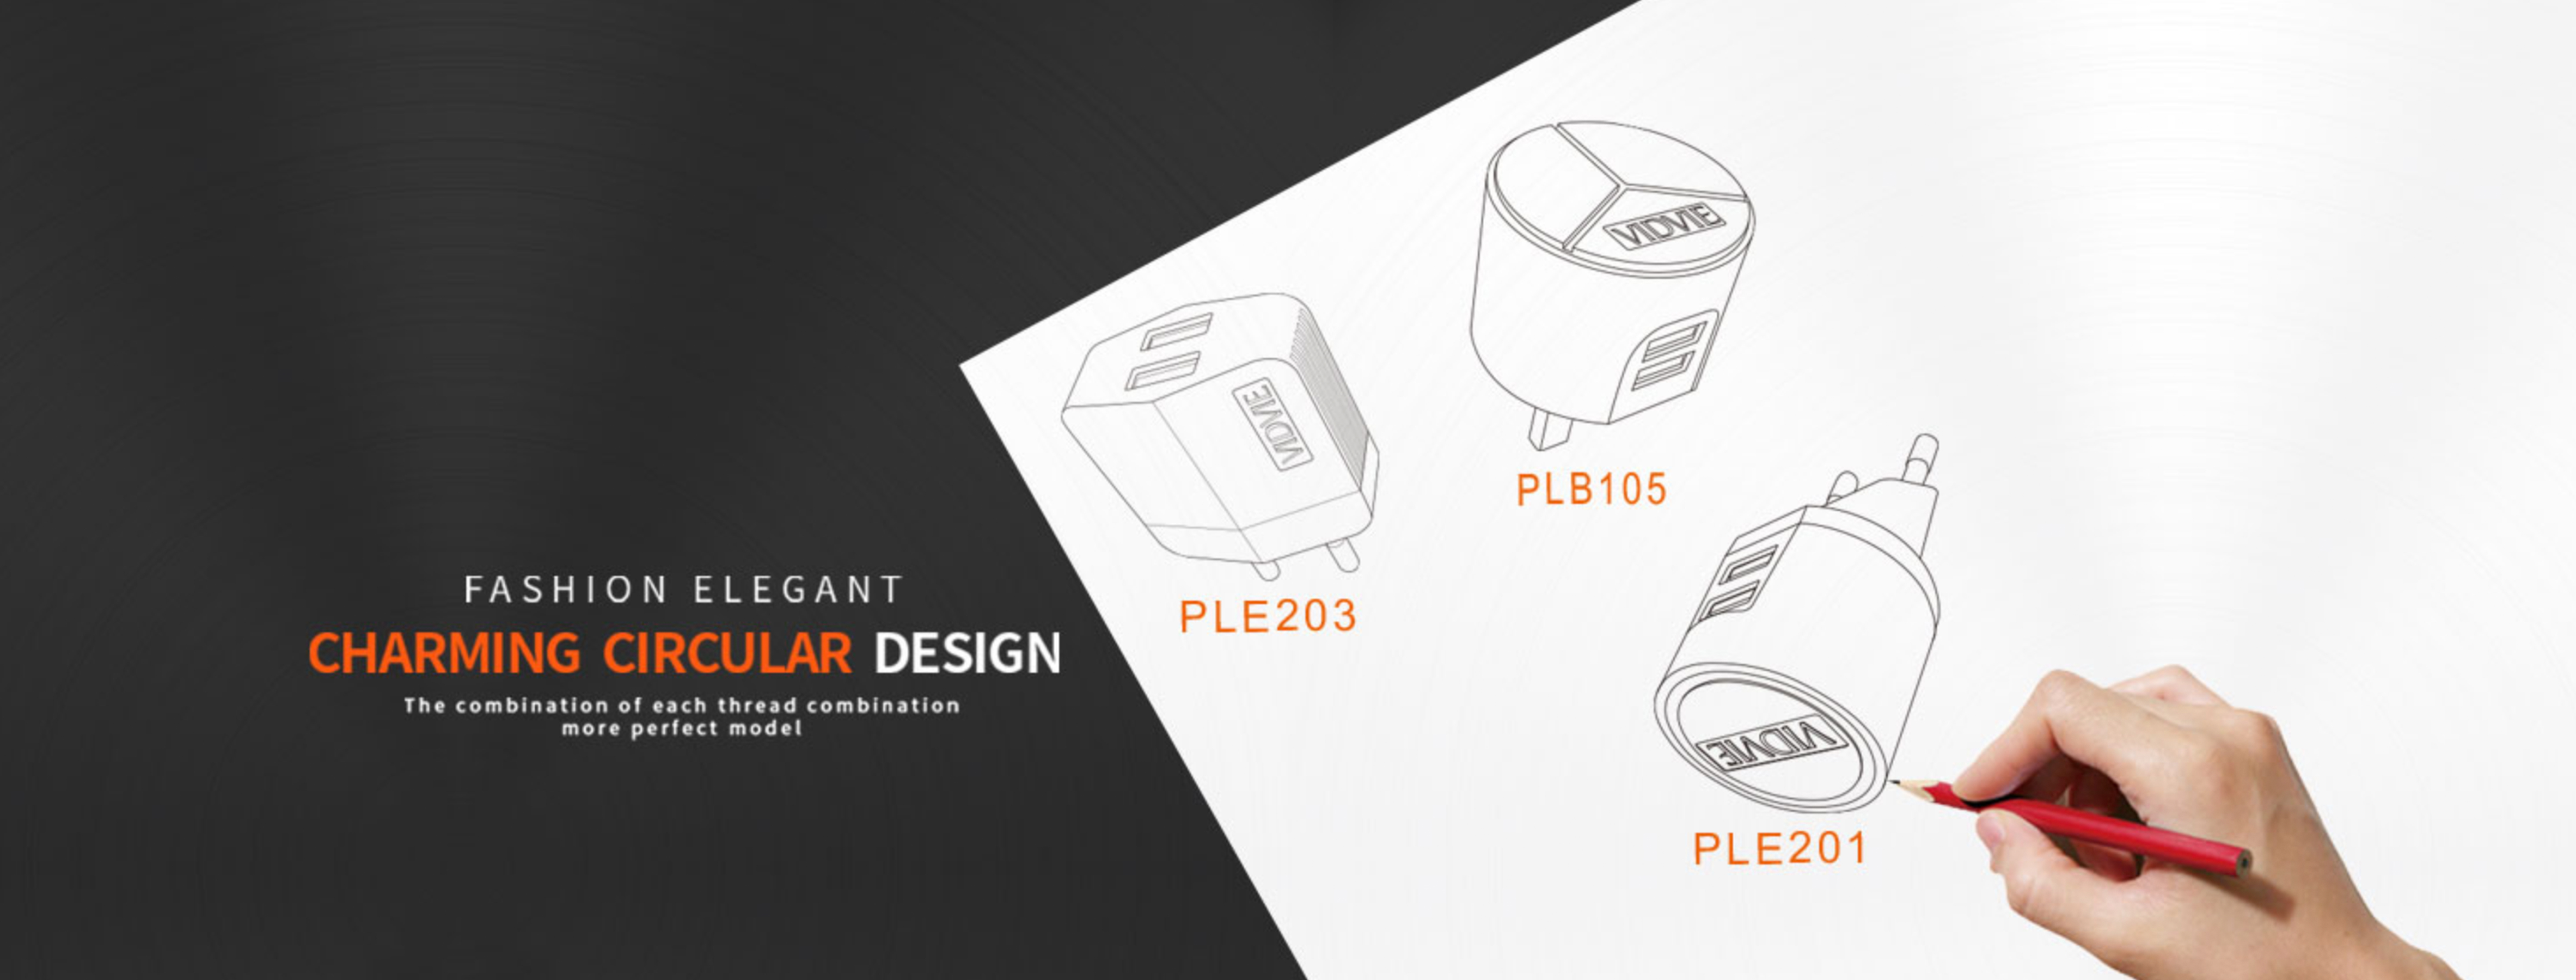 FASHION ELEGANT
CHARMING CIRCULAR DESIGN
The combination of each thread combination
more perfect model
VIDVIE
PLE203
VIDVIE
PLB105
VIDVIE
PLE201